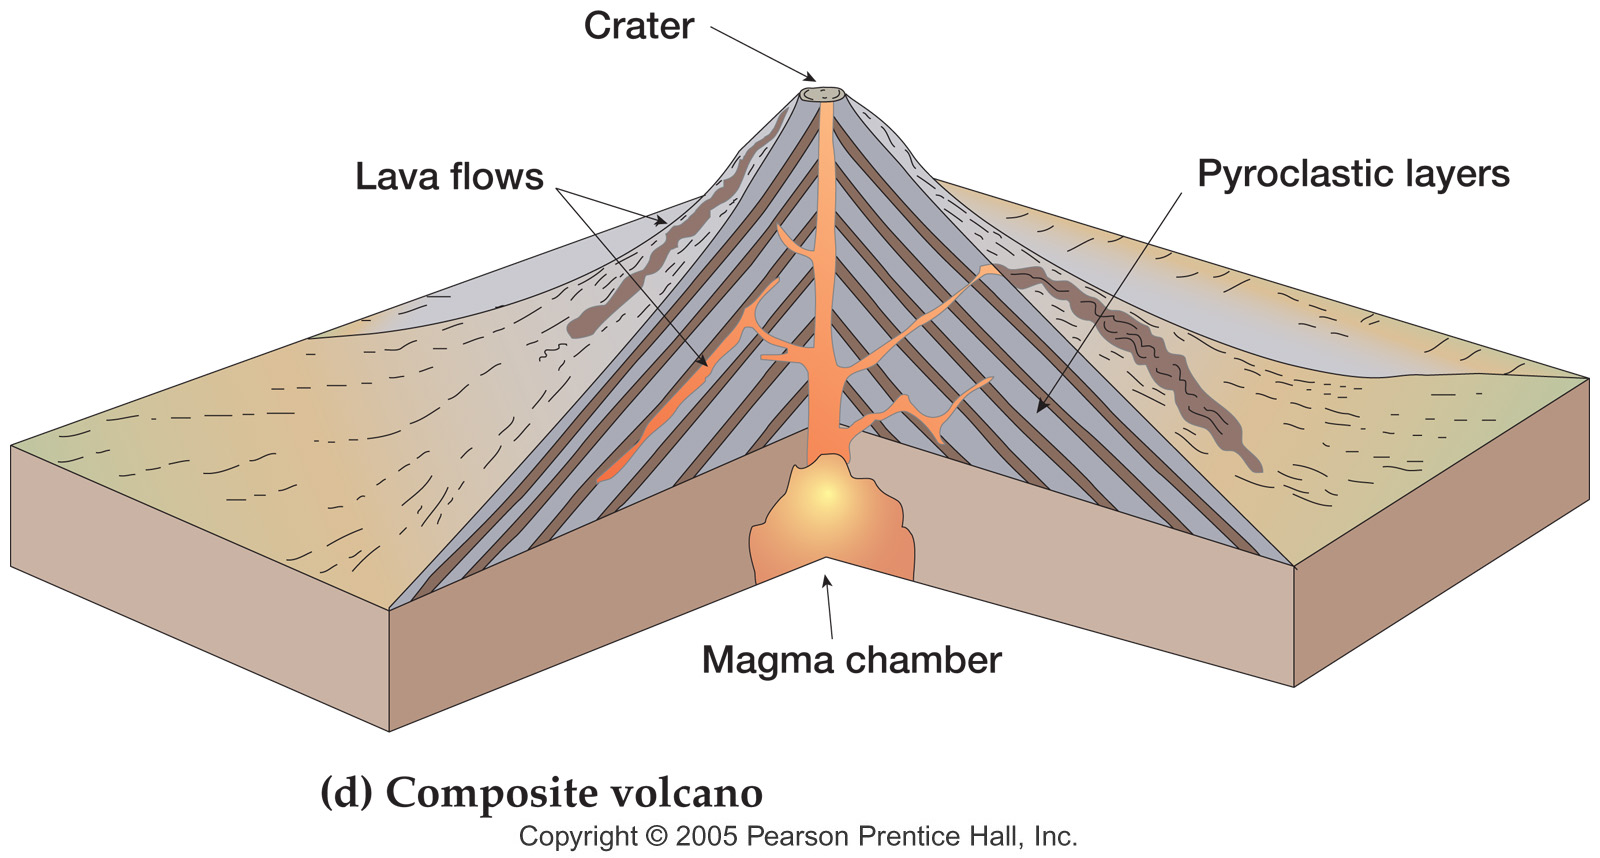 Crater
Lava flows
Pyroclastic layers
Magma chamber
(d) Composite volcano
Copyright © 2005 Pearson Prentice Hall, Inc.